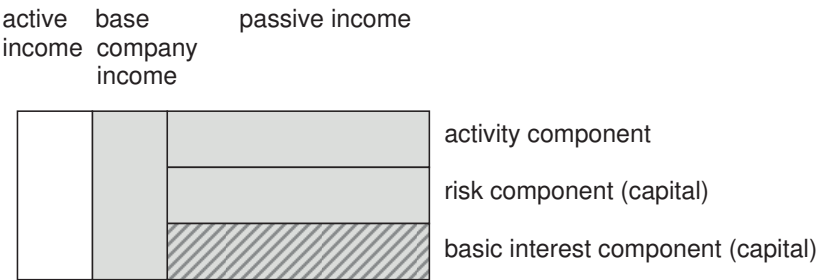 active income
base company income
passive income
activity component
risk component (capital)
basic interest component (capital)